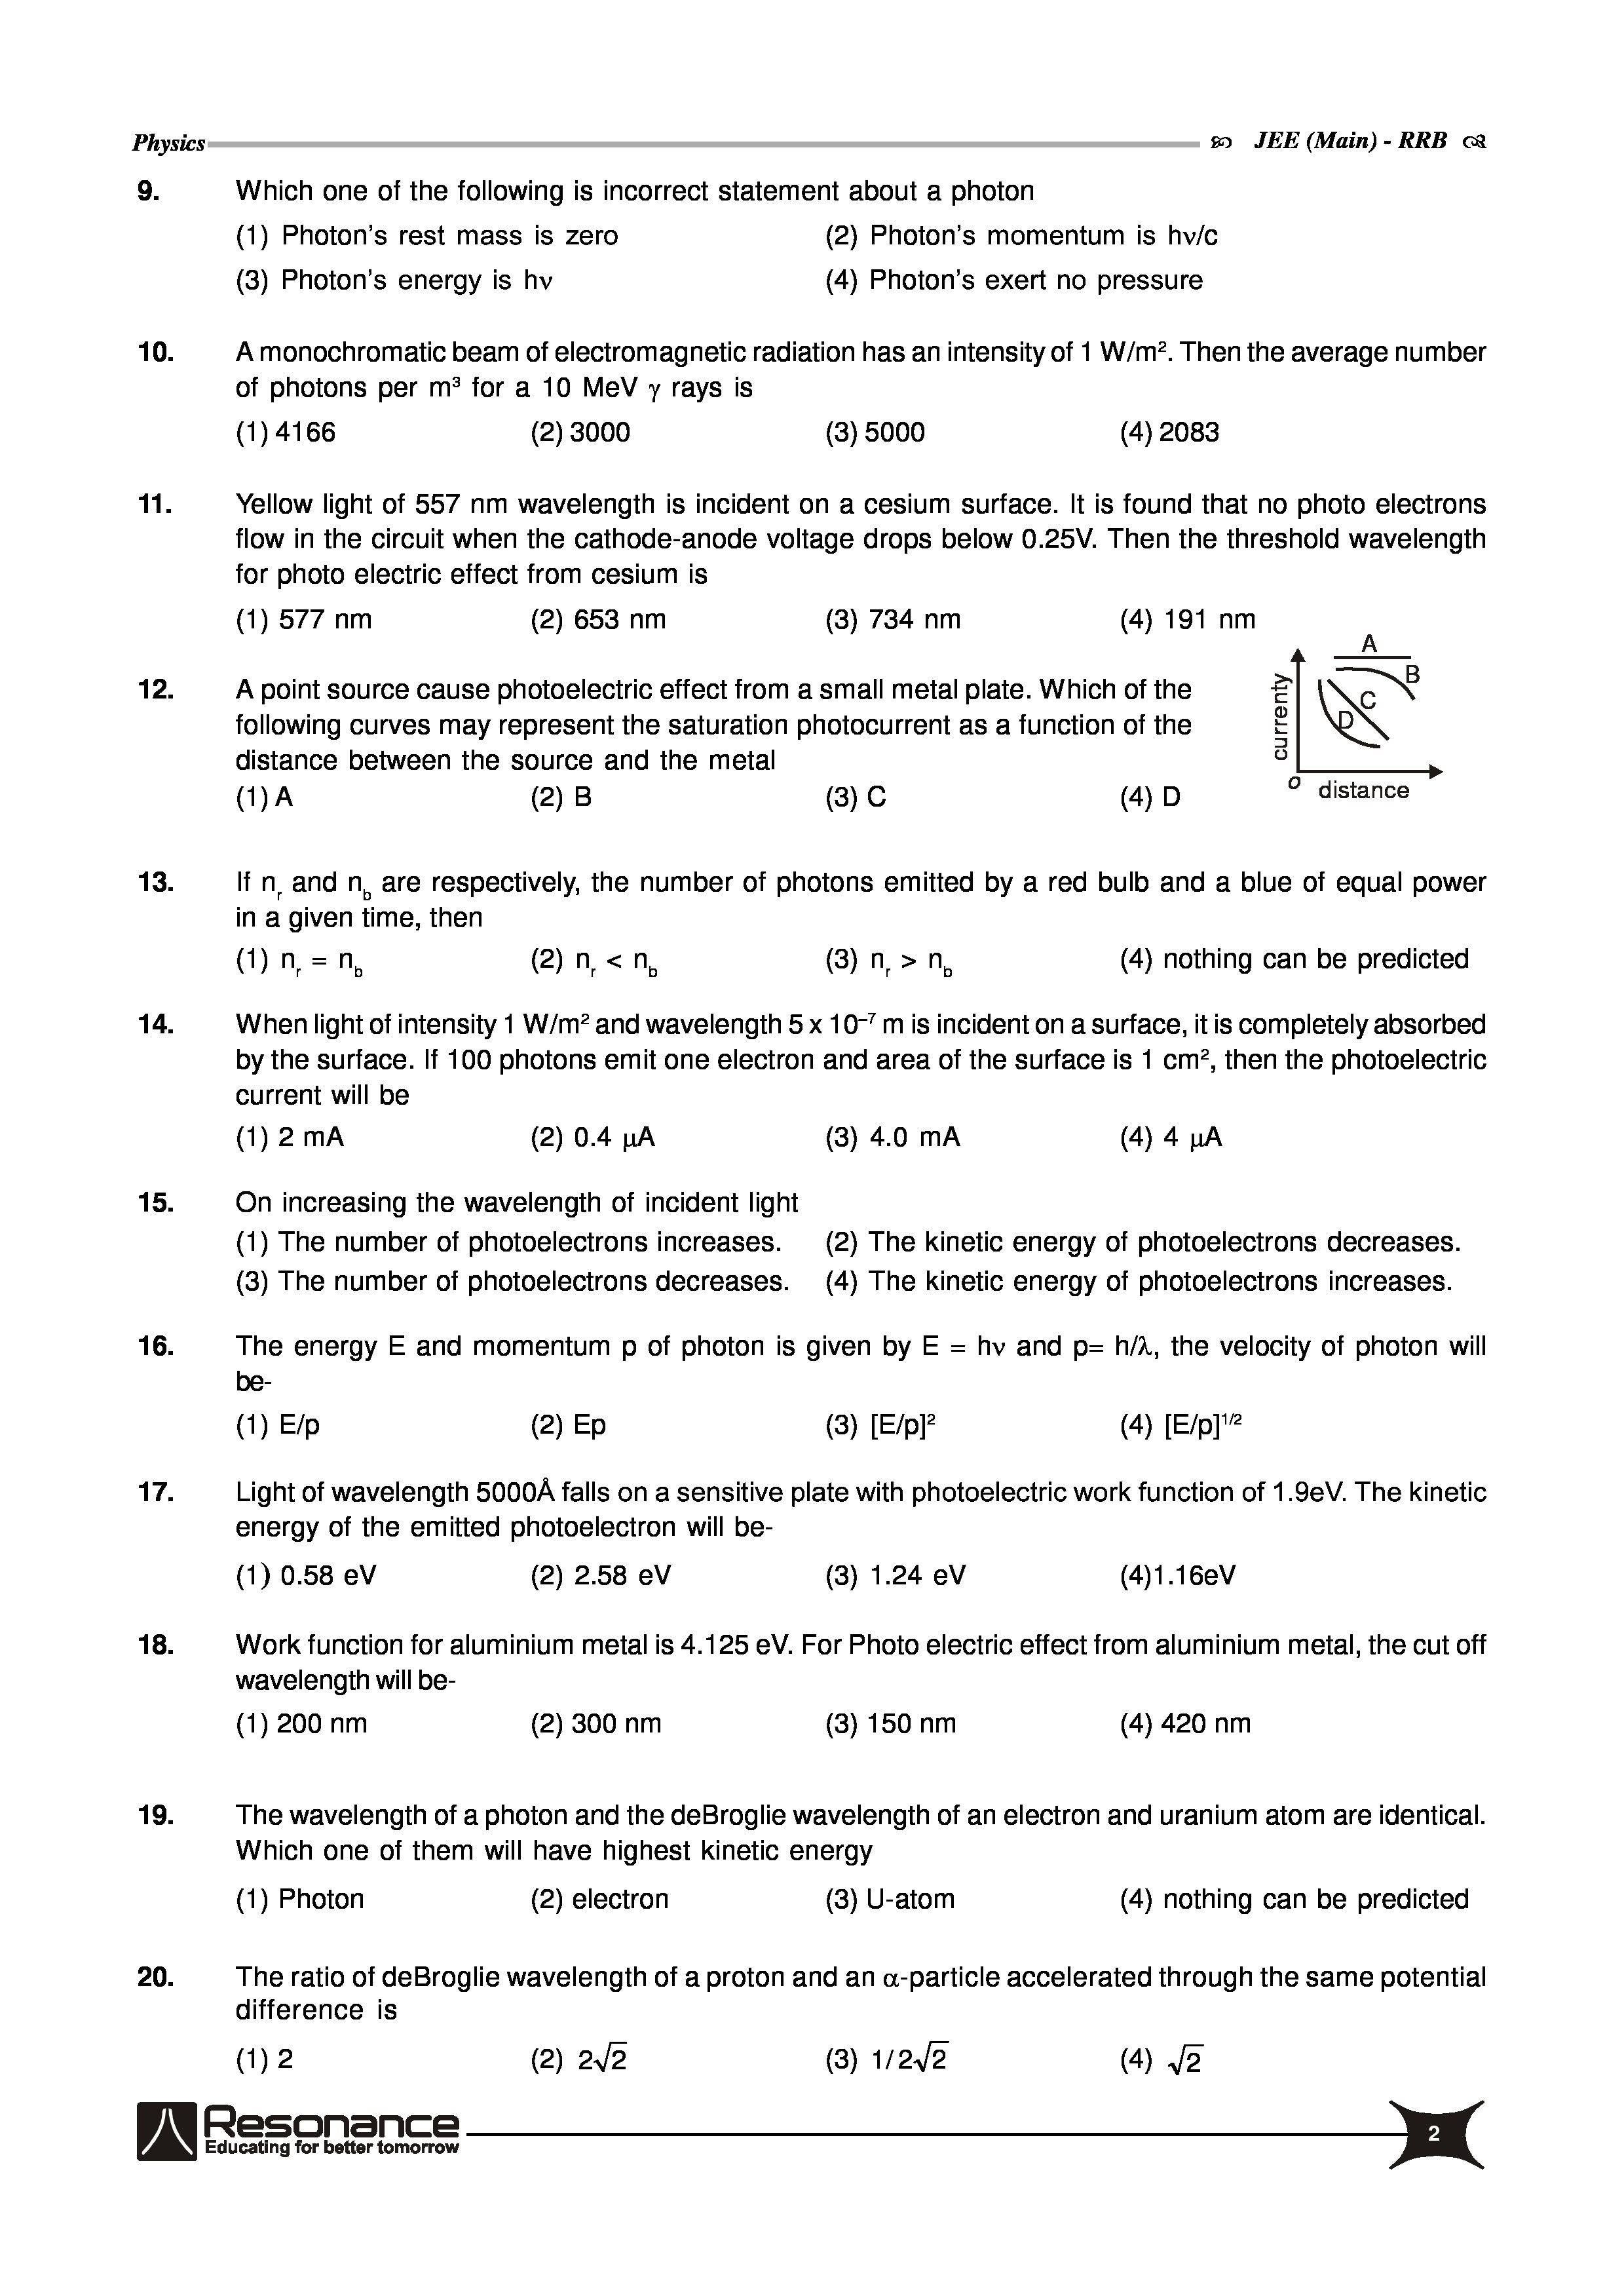 Physics JEE (Main) - RRB
9. Which one of the following is incorrect statement about a photon
(1) Photon's rest mass is zero (2) Photon's momentum is hν/c
(3) Photon's energy is hν (4) Photon's exert no pressure
10. A monochromatic beam of electromagnetic radiation has an intensity of 1 W/m². Then the average number
of photons per m³ for a 10 MeV γ rays is
(1) 4166 (2) 3000 (3) 5000 (4) 2083
11. Yellow light of 557 nm wavelength is incident on a cesium surface. It is found that no photo electrons
flow in the circuit when the cathode-anode voltage drops below 0.25V. Then the threshold wavelength
for photo electric effect from cesium is
(1) 577 nm (2) 653 nm (3) 734 nm (4) 191 nm
12. A point source cause photoelectric effect from a small metal plate. Which of the
following curves may represent the saturation photocurrent as a function of the
distance between the source and the metal
(1) A (2) B (3) C (4) D
A
B
C
D
currenty
o distance
13. If nᵣ and n_b are respectively, the number of photons emitted by a red bulb and a blue of equal power
in a given time, then
(1) nᵣ = n_b (2) nᵣ < n_b (3) nᵣ > n_b (4) nothing can be predicted
14. When light of intensity 1 W/m² and wavelength 5 x 10⁻⁷ m is incident on a surface, it is completely absorbed
by the surface. If 100 photons emit one electron and area of the surface is 1 cm², then the photoelectric
current will be
(1) 2 mA (2) 0.4 μA (3) 4.0 mA (4) 4 μA
15. On increasing the wavelength of incident light
(1) The number of photoelectrons increases. (2) The kinetic energy of photoelectrons decreases.
(3) The number of photoelectrons decreases. (4) The kinetic energy of photoelectrons increases.
16. The energy E and momentum p of photon is given by E = hν and p= h/λ, the velocity of photon will
be-
(1) E/p (2) Ep (3) [E/p]² (4) [E/p]^1/2
17. Light of wavelength 5000Å falls on a sensitive plate with photoelectric work function of 1.9eV. The kinetic
energy of the emitted photoelectron will be-
(1) 0.58 eV (2) 2.58 eV (3) 1.24 eV (4)1.16eV
18. Work function for aluminium metal is 4.125 eV. For Photo electric effect from aluminium metal, the cut off
wavelength will be-
(1) 200 nm (2) 300 nm (3) 150 nm (4) 420 nm
19. The wavelength of a photon and the deBroglie wavelength of an electron and uranium atom are identical.
Which one of them will have highest kinetic energy
(1) Photon (2) electron (3) U-atom (4) nothing can be predicted
20. The ratio of deBroglie wavelength of a proton and an α-particle accelerated through the same potential
difference is
(1) 2 (2) 2√2 (3) 1/2√2 (4) √2
Resonance
Educating for better tomorrow
2